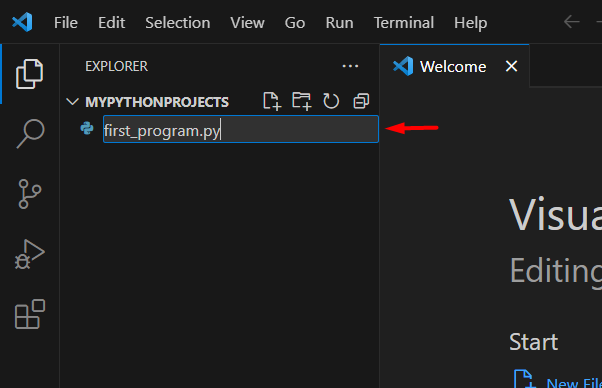 File Edit Selection View Go Run Terminal Help
EXPLORER
Welcome
MYPYTHONPROJECTS
first_program.py
Visua
Editing
Start
New File